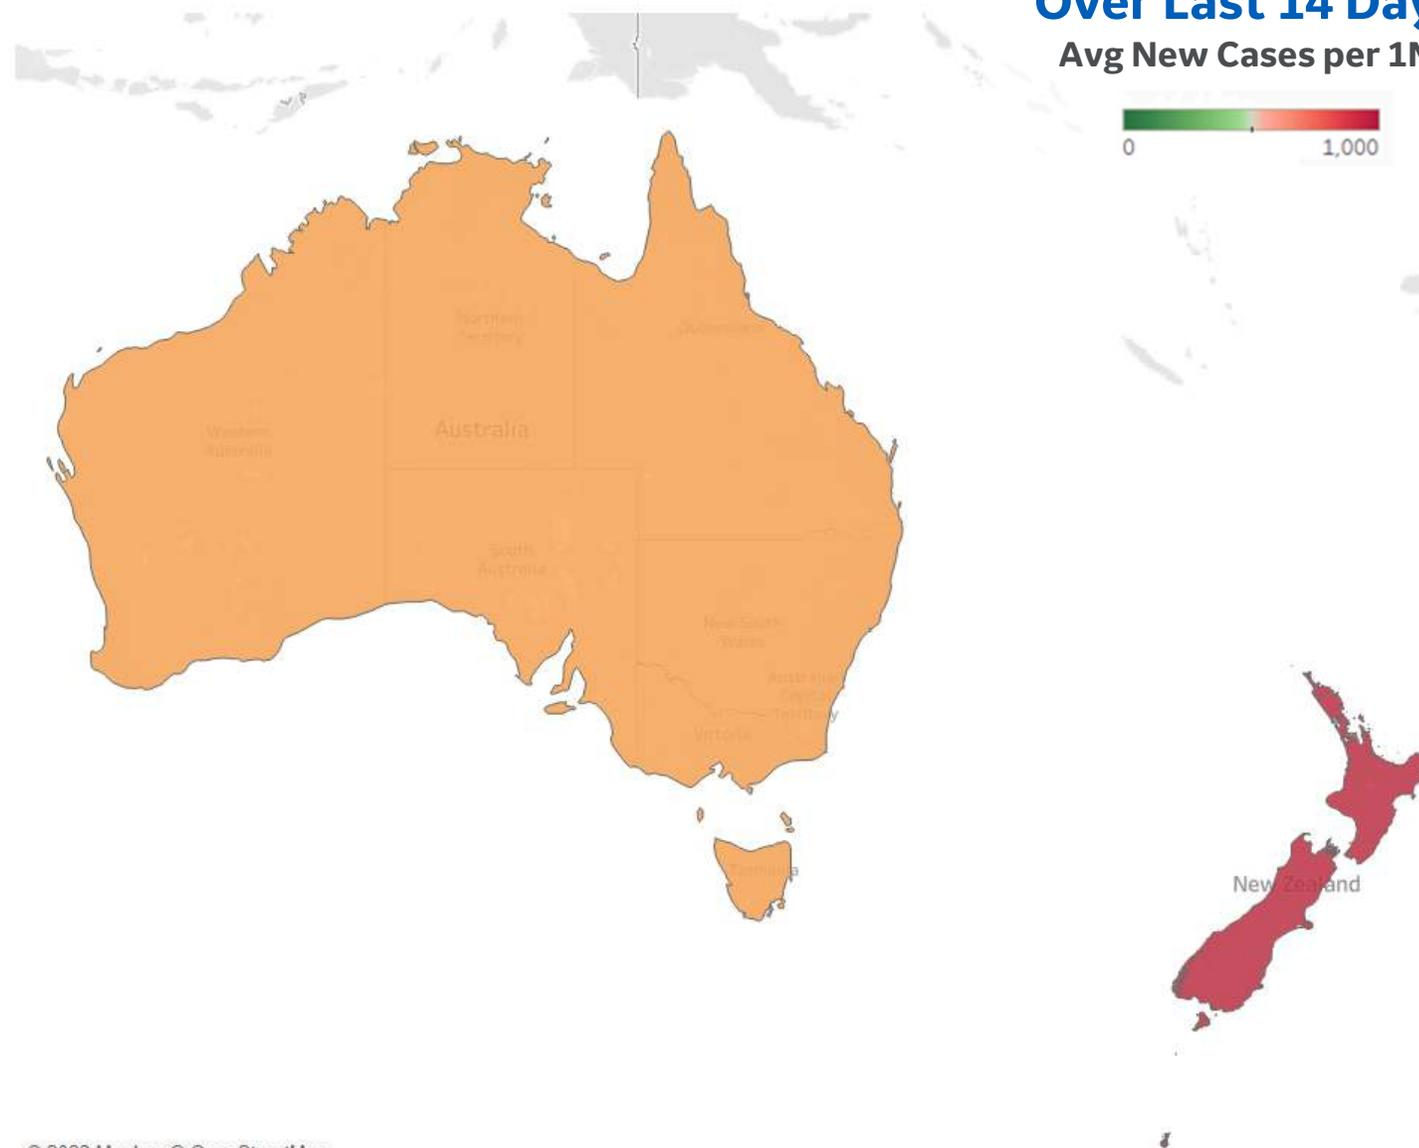 Over Last 14 Day
Avg New Cases per 1M
0 1,000
Northern
Territory
Queensland
Australia
Western
Australia
South
Australia
New South
Wales
Australian
Capital
Territory
Victoria
Tasmania
New Zealand